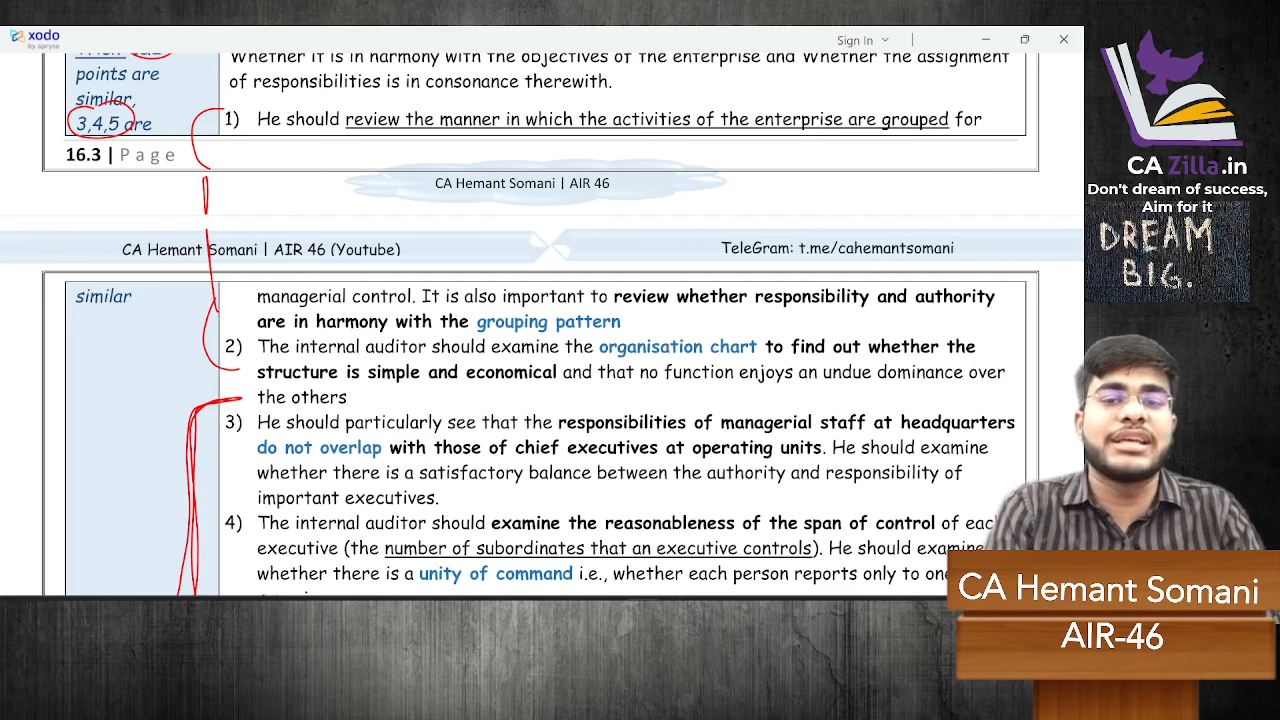 xodo
by apryse
Sign In
points are
similar,
3,4,5 are
Whether it is in harmony with the objectives of the enterprise and Whether the assignment
of responsibilities is in consonance therewith.
1) He should review the manner in which the activities of the enterprise are grouped for
16.3 | Page
CA Hemant Somani | AIR 46
CA Hemant Somani | AIR 46 (Youtube)
TeleGram: t.me/cahemantsomani
similar
managerial control. It is also important to review whether responsibility and authority
are in harmony with the grouping pattern
2) The internal auditor should examine the organisation chart to find out whether the
structure is simple and economical and that no function enjoys an undue dominance over
the others
3) He should particularly see that the responsibilities of managerial staff at headquarters
do not overlap with those of chief executives at operating units. He should examine
whether there is a satisfactory balance between the authority and responsibility of
important executives.
4) The internal auditor should examine the reasonableness of the span of control of each
executive (the number of subordinates that an executive controls). He should examine
whether there is a unity of command i.e., whether each person reports only to one
CA Zilla.in
Don't dream of success,
Aim for it
DREAM
BIG.
CA Hemant Somani
AIR-46